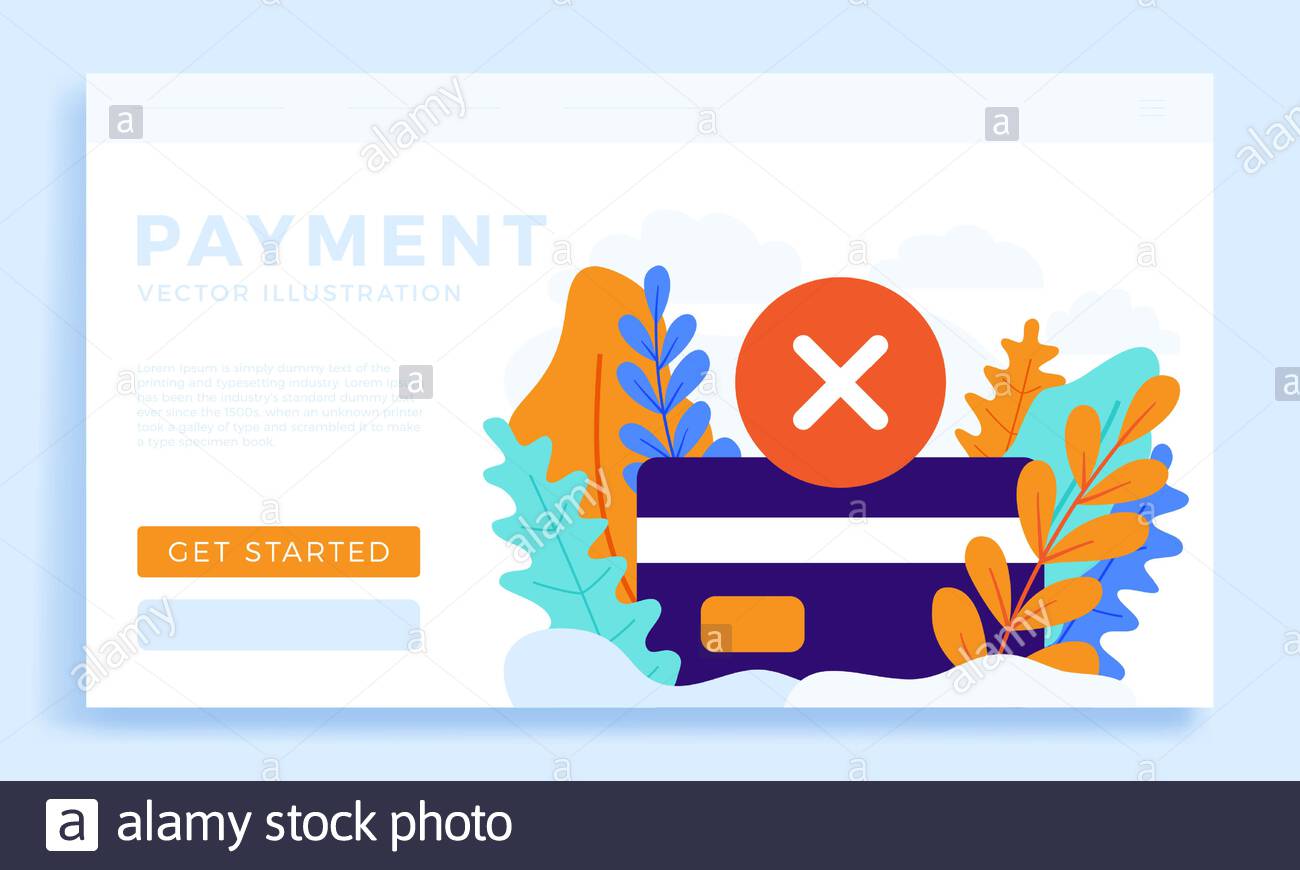 PAYMENT
VECTOR ILLUSTRATION
Lorem Ipsum is simply dummy text of the
printing and typesetting industry. Lorem Ipsum
has been the industry's standard dummy text
ever since the 1500s, when an unknown printer
took a galley of type and scrambled it to make
a type specimen book.
GET STARTED
a alamy stock photo